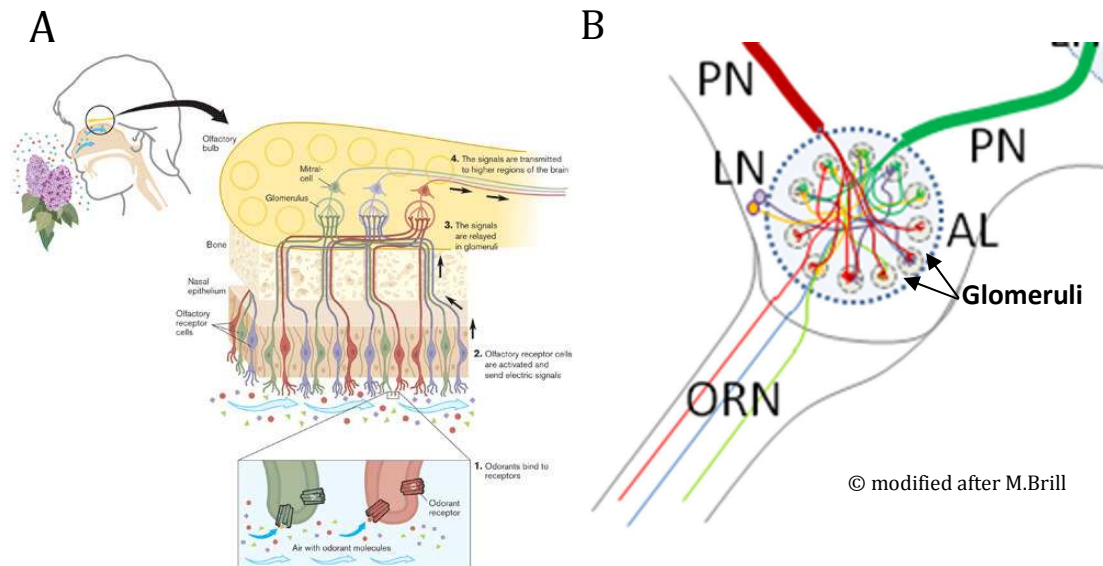 A
Olfactory
bulb
Mitral-
cell
Glomerulus
4. The signals are transmitted
to higher regions of the brain
3. The signals
are relayed
in glomeruli
Bone
Nasal
epithelium
Olfactory
receptor
cells
2. Olfactory receptor cells
are activated and
send electric signals
1. Odorants bind to
receptors
Odorant
receptor
Air with odorant molecules
B
PN
PN
LN
AL
Glomeruli
ORN
© modified after M.Brill